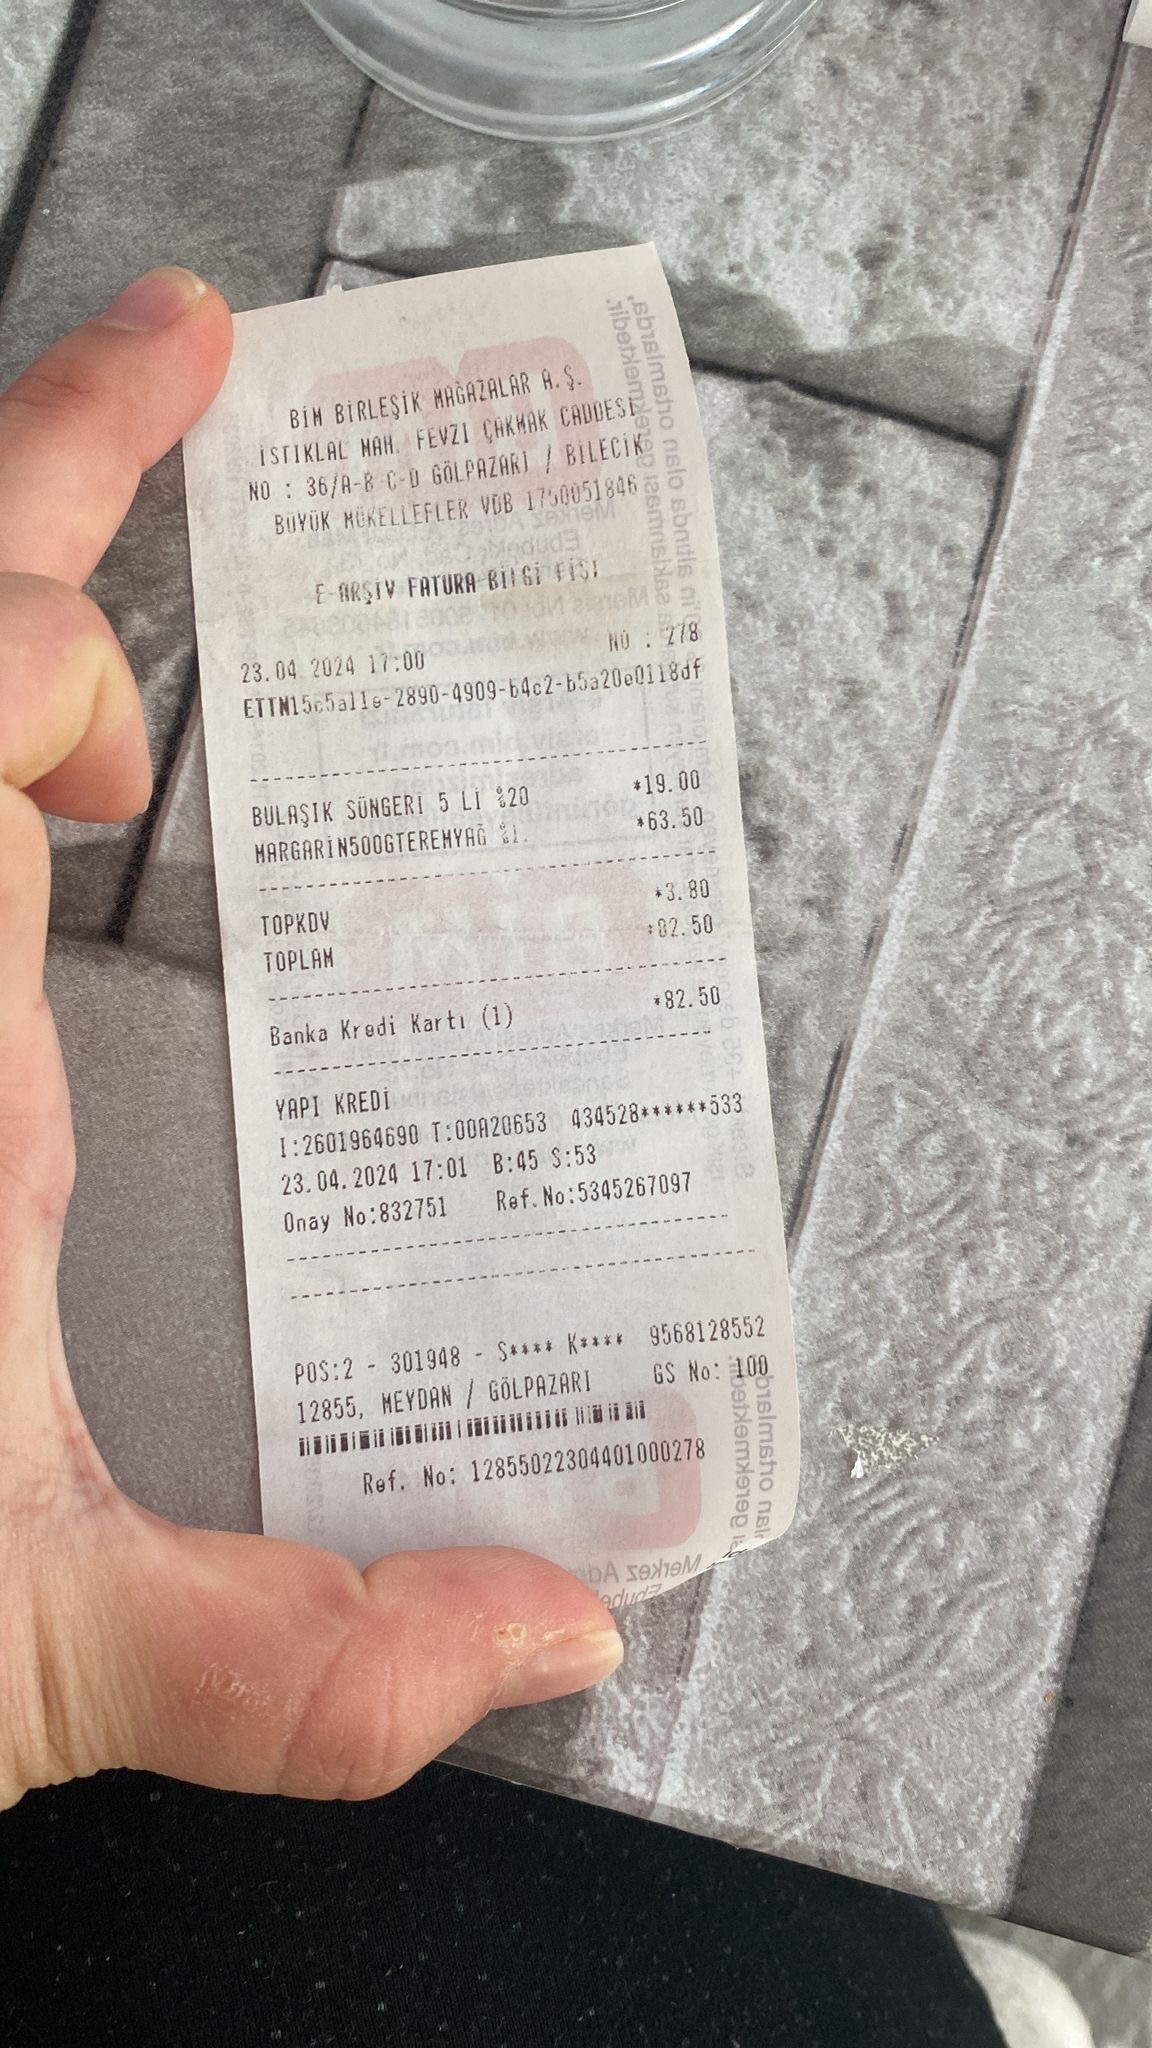 BİM BİRLEŞİK MAĞAZALAR A.Ş.
İSTİKLAL MAH. FEVZİ ÇAKMAK CADDESİ
NO : 36/A-B-C-D GÖLPAZARI / BİLECİK
BÜYÜK MÜKELLEFLER VDB 1750051846
E-ARŞİV FATURA BİLGİ FİŞİ
23.04.2024 17:00 NO : 278
ETTN15c5a11e-2890-4909-b4c2-b5a20e0118df
BULAŞIK SÜNGERİ 5 Lİ %20 *19.00
MARGARİN500GTEREMYAĞ %1. *63.50
TOPKDV *3.80
TOPLAM *82.50
Banka Kredi Kartı (1) *82.50
YAPI KREDİ
I:2601964690 T:00A20653 434528******533
23.04.2024 17:01 B:45 S:53
Onay No:832751 Ref.No:5345267097
POS:2 - 301948 - S**** K**** 9568128552
12855, MEYDAN / GÖLPAZARI GS No: 100
Ref. No: 12855022304401000278